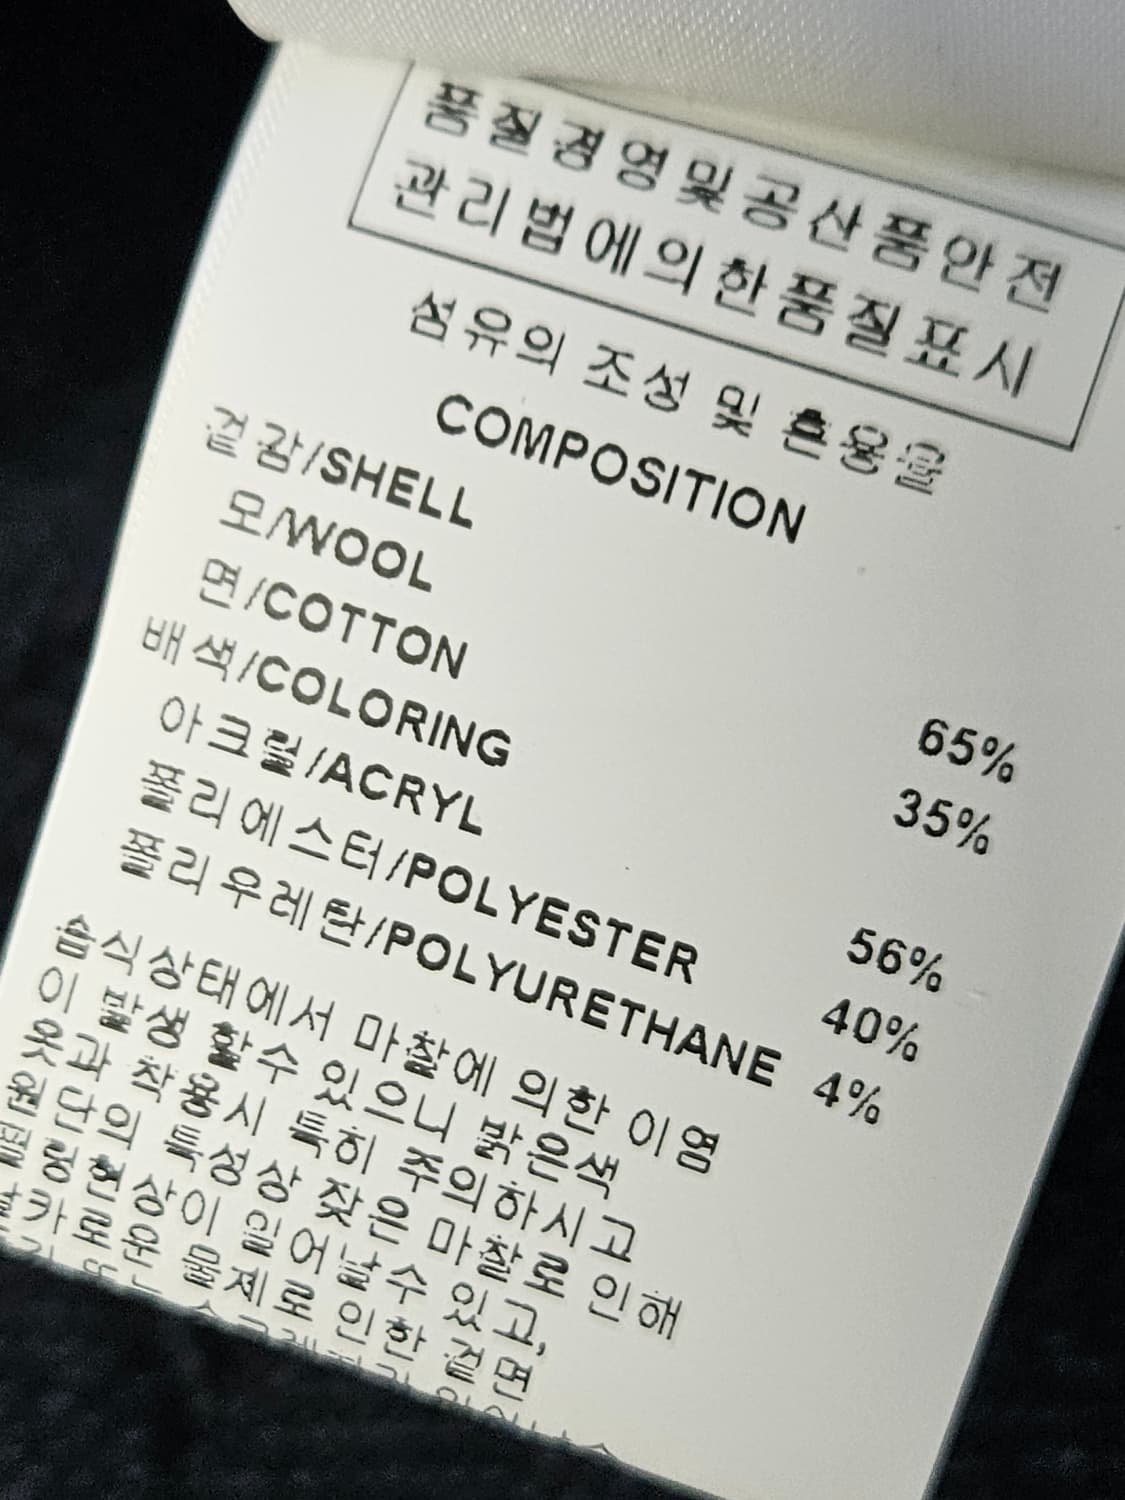 품질경영및공산품안전
관리법에의한품질표시
섬유의 조성 및 혼용율
COMPOSITION
겉감/SHELL
모/WOOL 65%
면/COTTON 35%
배색/COLORING
아크릴/ACRYL 56%
폴리에스터/POLYESTER 40%
폴리우레탄/POLYURETHANE 4%
습식상태에서 마찰에 의한 이염
이 발생 할수 있으니 밝은색
옷과 착용시 특히 주의하시고
원단의 특성상 잦은 마찰로 인해
필링현상이 일어날수 있고,
날카로운 물체로 인한 겉면